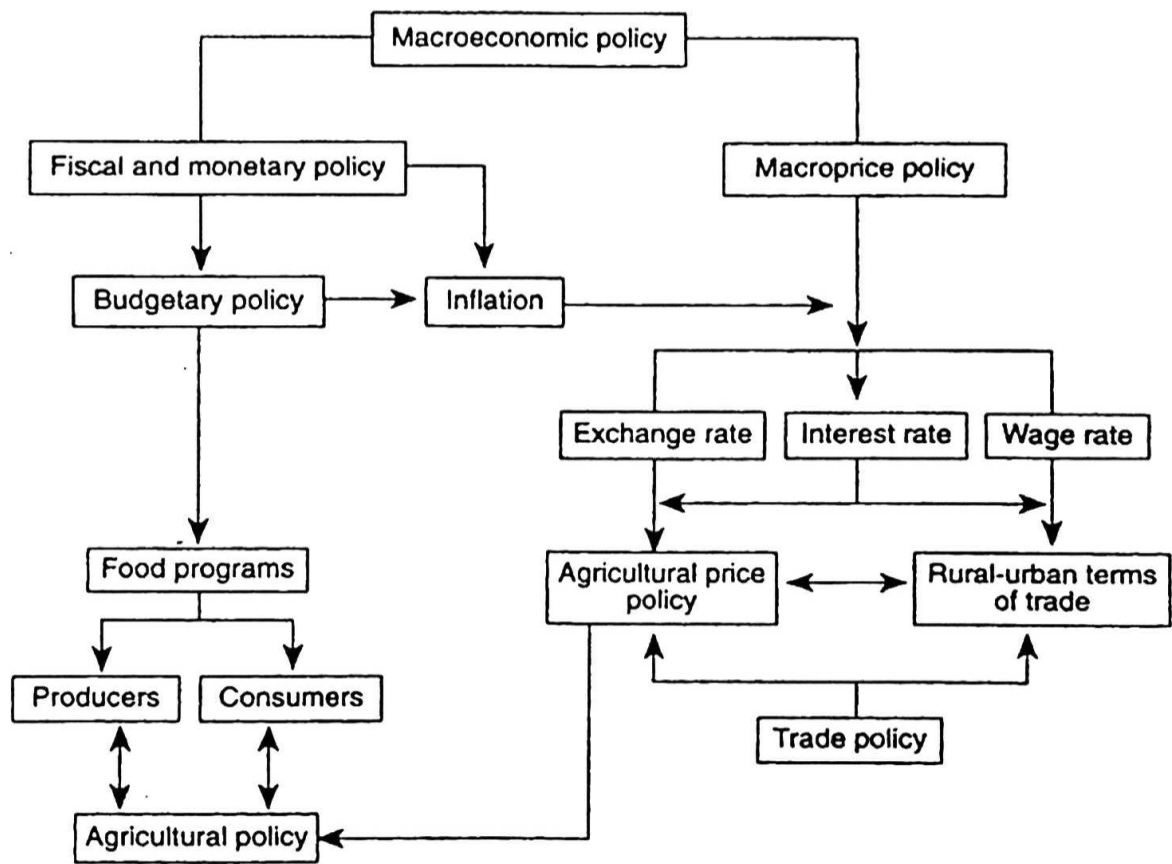 Macroeconomic policy
Fiscal and monetary policy
Macroprice policy
Budgetary policy
Inflation
Exchange rate
Interest rate
Wage rate
Food programs
Agricultural price
policy
Rural-urban terms
of trade
Producers
Consumers
Trade policy
Agricultural policy